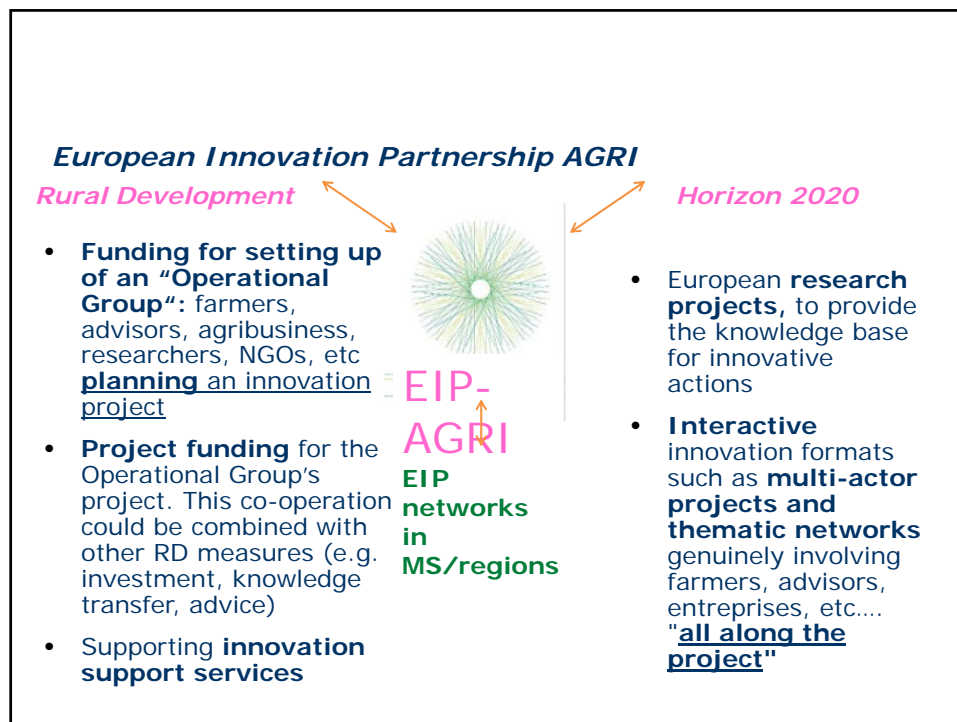 European Innovation Partnership AGRI
Rural Development
• Funding for setting up
of an “Operational
Group“: farmers,
advisors, agribusiness,
researchers, NGOs, etc
planning an innovation
project
• Project funding for the
Operational Group’s
project. This co-operation
could be combined with
other RD measures (e.g.
investment, knowledge
transfer, advice)
• Supporting innovation
support services
EIP-
AGRI
EIP
networks
in
MS/regions
Horizon 2020
• European research
projects, to provide
the knowledge base
for innovative
actions
• Interactive
innovation formats
such as multi-actor
projects and
thematic networks
genuinely involving
farmers, advisors,
entreprises, etc….
"all along the
project"